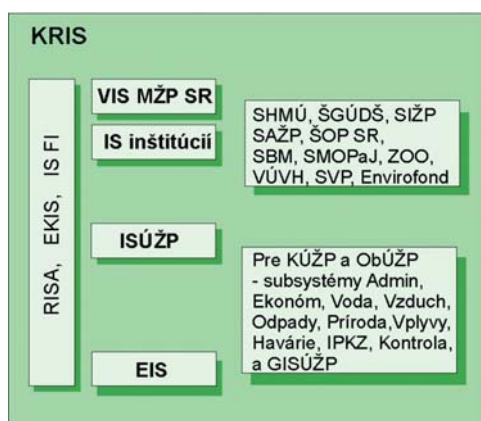 KRIS
RISA, EKIS, IS FI
VIS MŽP SR
IS inštitúcií
SHMÚ, ŠGÚDŠ, SIŽP
SAŽP, ŠOP SR,
SBM, SMOPaJ, ZOO,
VÚVH, SVP, Envirofond
ISÚŽP
Pre KÚŽP a ObÚŽP
- subsystémy Admin,
Ekonóm, Voda, Vzduch,
Odpady, Príroda,Vplyvy,
Havárie, IPKZ, Kontrola,
a GISÚŽP
EIS